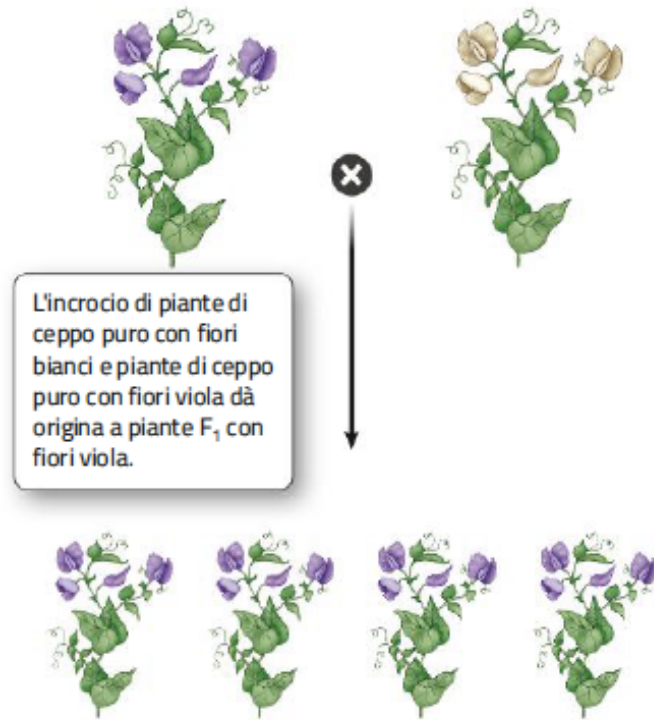 L'incrocio di piante di
ceppo puro con fiori
bianci e piante di ceppo
puro con fiori viola dà
origina a piante F₁ con
fiori viola.